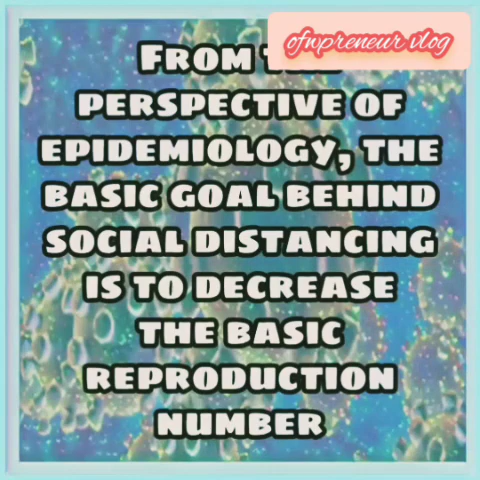 ofwpreneur vlog
FROM
PERSPECTIVE OF
EPIDEMIOLOGY, THE
BASIC GOAL BEHIND
SOCIAL DISTANCING
IS TO DECREASE
THE BASIC
REPRODUCTION
NUMBER